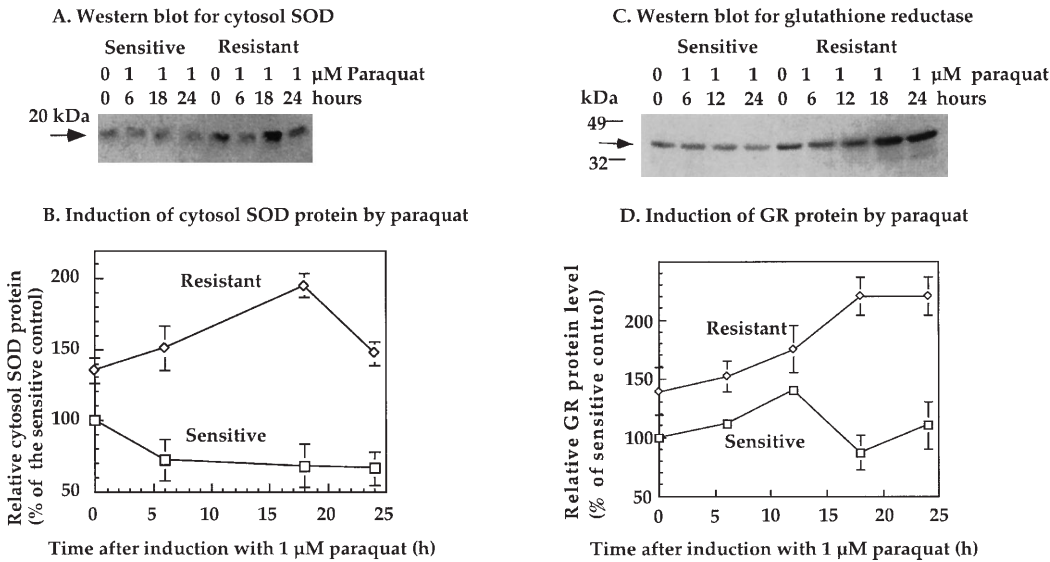 A. Western blot for cytosol SOD
Sensitive Resistant
0 1 1 1 0 1 1 1 µM Paraquat
0 6 18 24 0 6 18 24 hours
20 kDa
B. Induction of cytosol SOD protein by paraquat
Relative cytosol SOD protein
(% of the sensitive control)
200
150
100
50
Resistant
Sensitive
0 5 10 15 20 25
Time after induction with 1 µM paraquat (h)
C. Western blot for glutathione reductase
Sensitive Resistant
0 1 1 1 0 1 1 1 1 µM paraquat
kDa 0 6 12 24 0 6 12 18 24 hours
49
32
D. Induction of GR protein by paraquat
Relative GR protein level
(% of sensitive control)
200
150
100
50
Resistant
Sensitive
0 5 10 15 20 25
Time after induction with 1 µM paraquat (h)